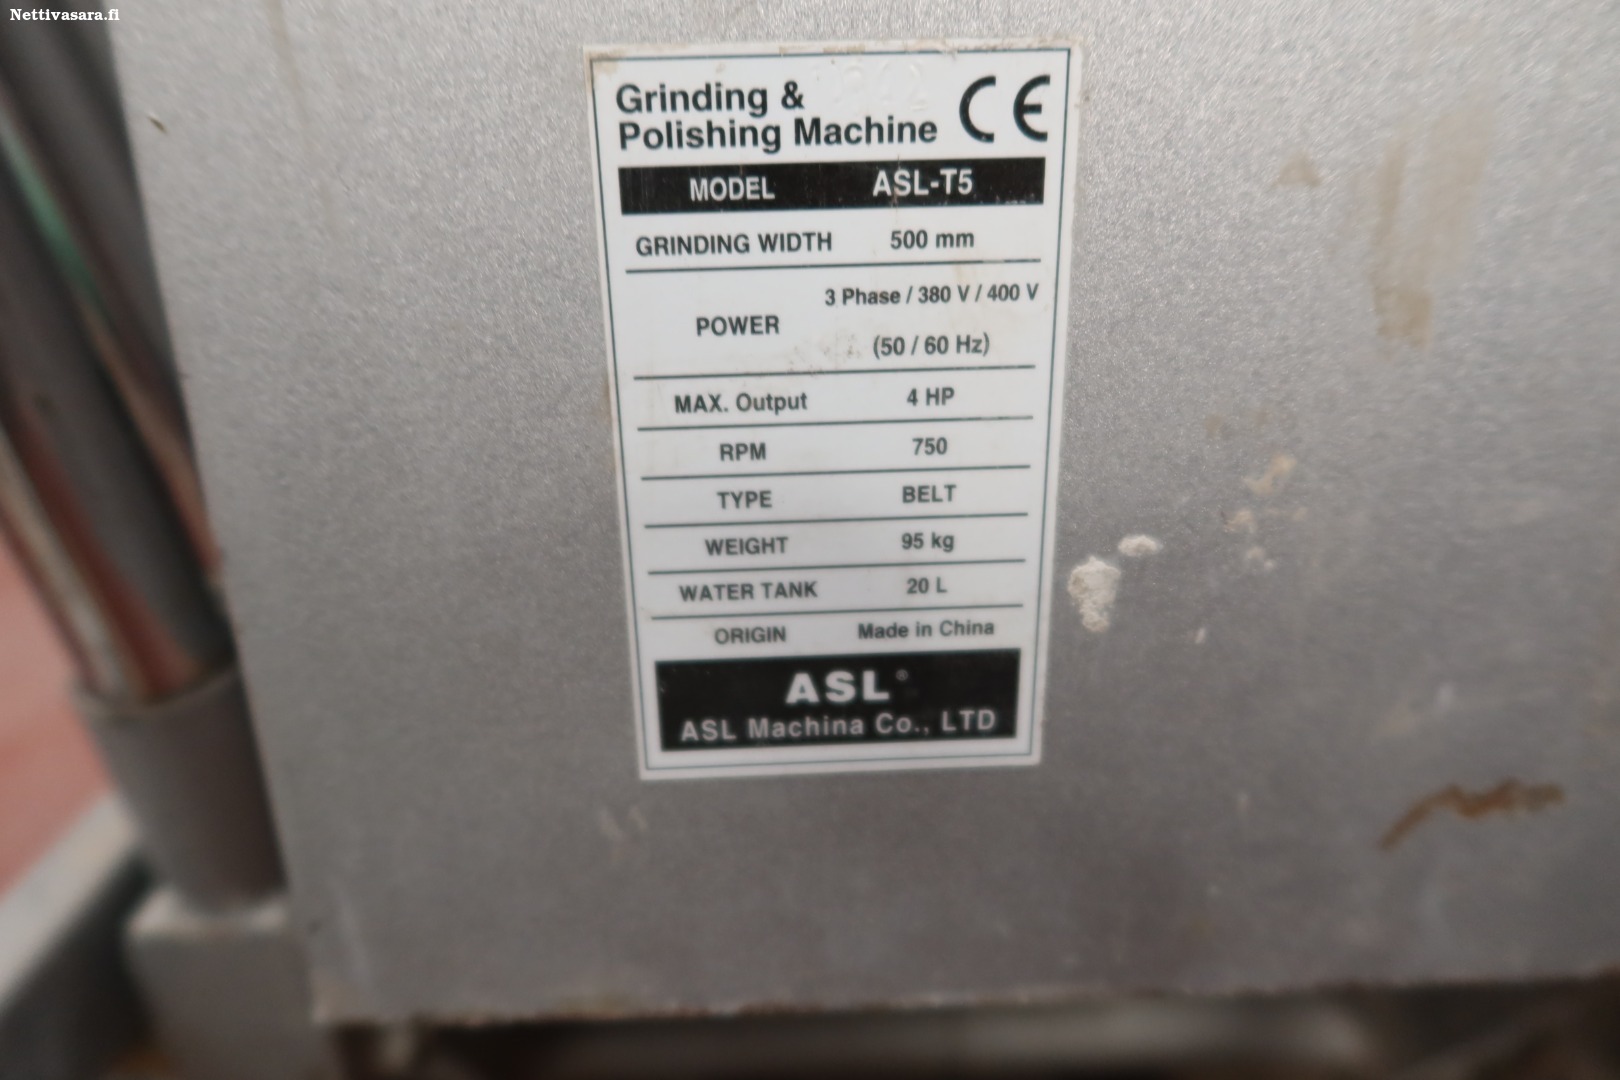 Nettivasara.fi
Grinding &
Polishing Machine CE
MODEL ASL-T5
GRINDING WIDTH 500 mm
POWER 3 Phase / 380 V / 400 V
(50 / 60 Hz)
MAX. Output 4 HP
RPM 750
TYPE BELT
WEIGHT 95 kg
WATER TANK 20 L
ORIGIN Made in China
ASL®
ASL Machina Co., LTD